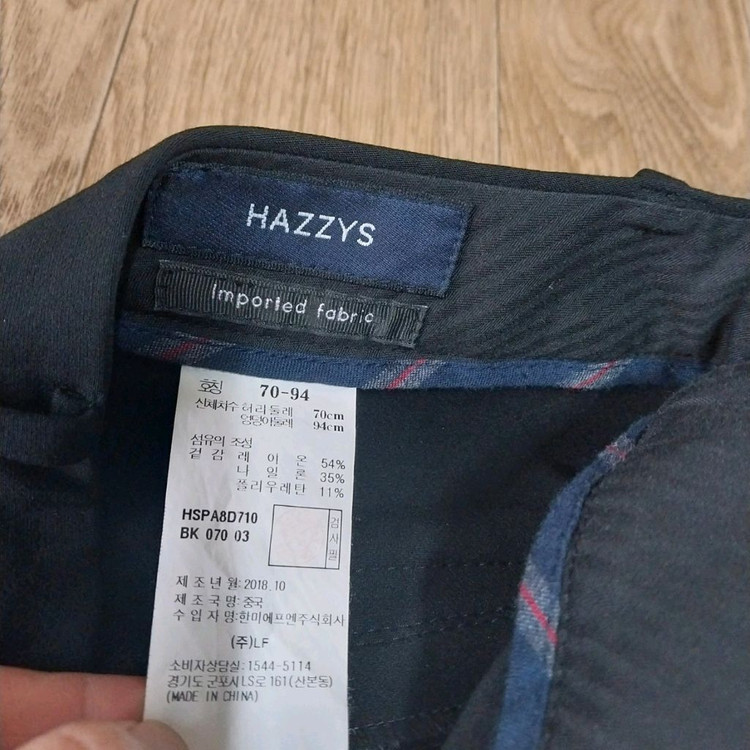 HAZZYS
Imported fabric
호칭 70-94
신체치수 허리둘레 70cm
엉덩이둘레 94cm
섬유의 조성
겉감 레이온 54%
나일론 35%
폴리우레탄 11%
HSPA8D710
BK 070 03
검사필
제조년월:2018.10
제조국명:중국
수입자명:한미에프엔주식회사
(주)LF
소비자상담실:1544-5114
경기도 군포시LS로 161(산본동)
(MADE IN CHINA)